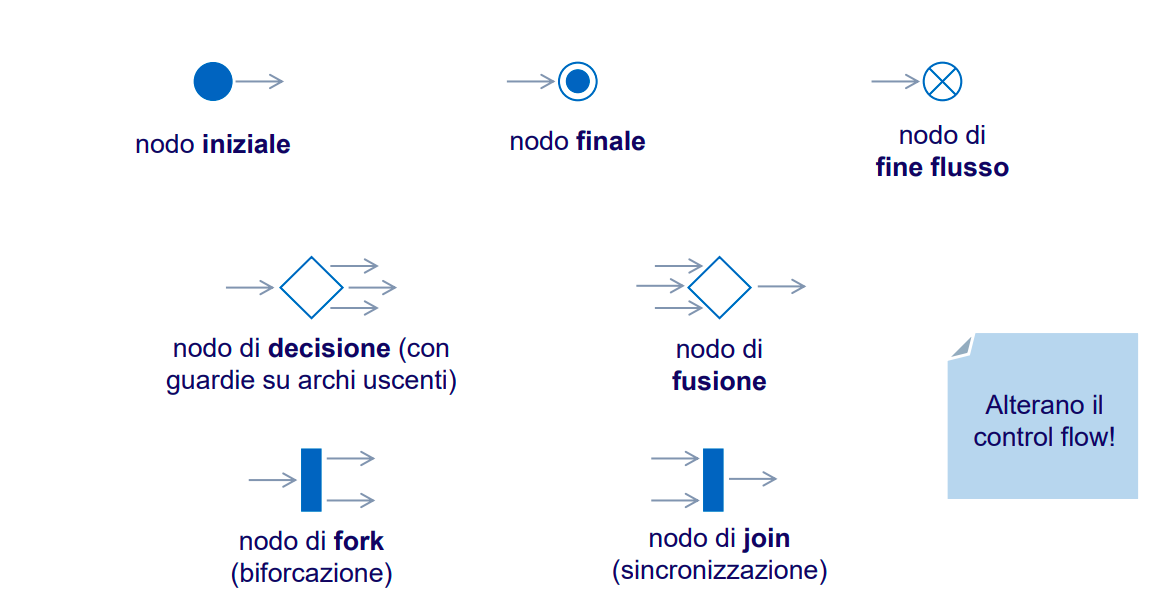 nodo iniziale
nodo finale
nodo di
fine flusso
nodo di decisione (con
guardie su archi uscenti)
nodo di
fusione
Alterano il
control flow!
nodo di fork
(biforcazione)
nodo di join
(sincronizzazione)